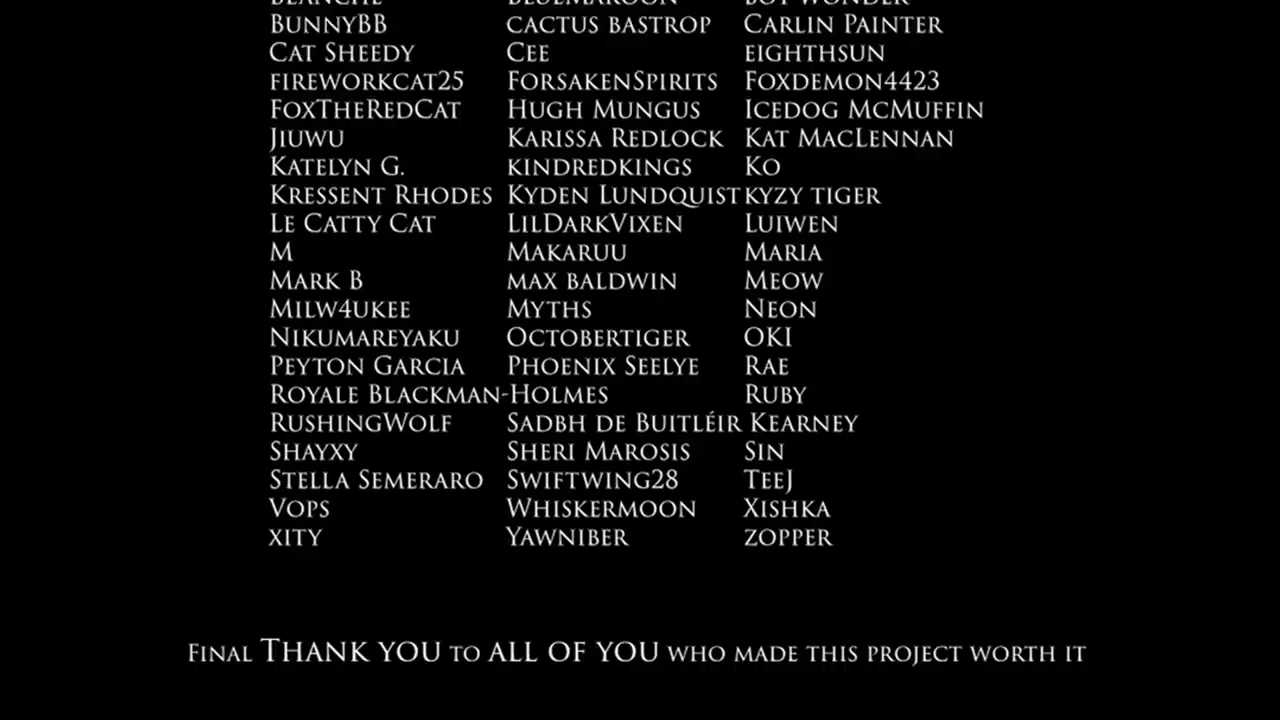 Blanche Bluemaroon Boy Wonder
BunnyBB cactus bastrop Carlin Painter
Cat Sheedy Cee eighthsun
fireworkcat25 ForsakenSpirits Foxdemon4423
FoxTheRedCat Hugh Mungus Icedog McMuffin
Jiuwu Karissa Redlock Kat MacLennan
Katelyn G. kindredkings Ko
Kressent Rhodes Kyden Lundquist kyzy tiger
Le Catty Cat LilDarkVixen Luiwen
M Makaruu Maria
Mark B max baldwin Meow
Milw4ukee Myths Neon
Nikumareyaku Octobertiger OKI
Peyton Garcia Phoenix Seelye Rae
Royale Blackman-Holmes Ruby
RushingWolf Sadbh de Buitléir Kearney
Shayxy Sheri Marosis Sin
Stella Semeraro Swiftwing28 TeeJ
Vops Whiskermoon Xishka
xity Yawniber zopper
Final THANK YOU to ALL OF YOU who made this project worth it